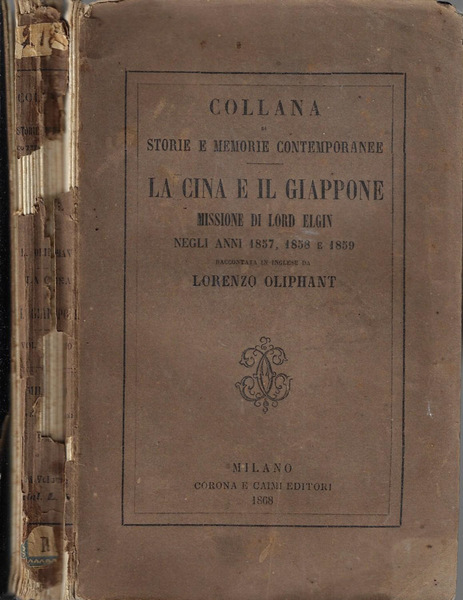 COLLANA
DI
STORIE E MEMORIE CONTEMPORANEE
LA CINA E IL GIAPPONE
MISSIONE DI LORD ELGIN
NEGLI ANNI 1857, 1858 E 1859
RACCONTATA IN INGLESE DA
LORENZO OLIPHANT
MILANO
CORONA E CAIMI EDITORI
1868